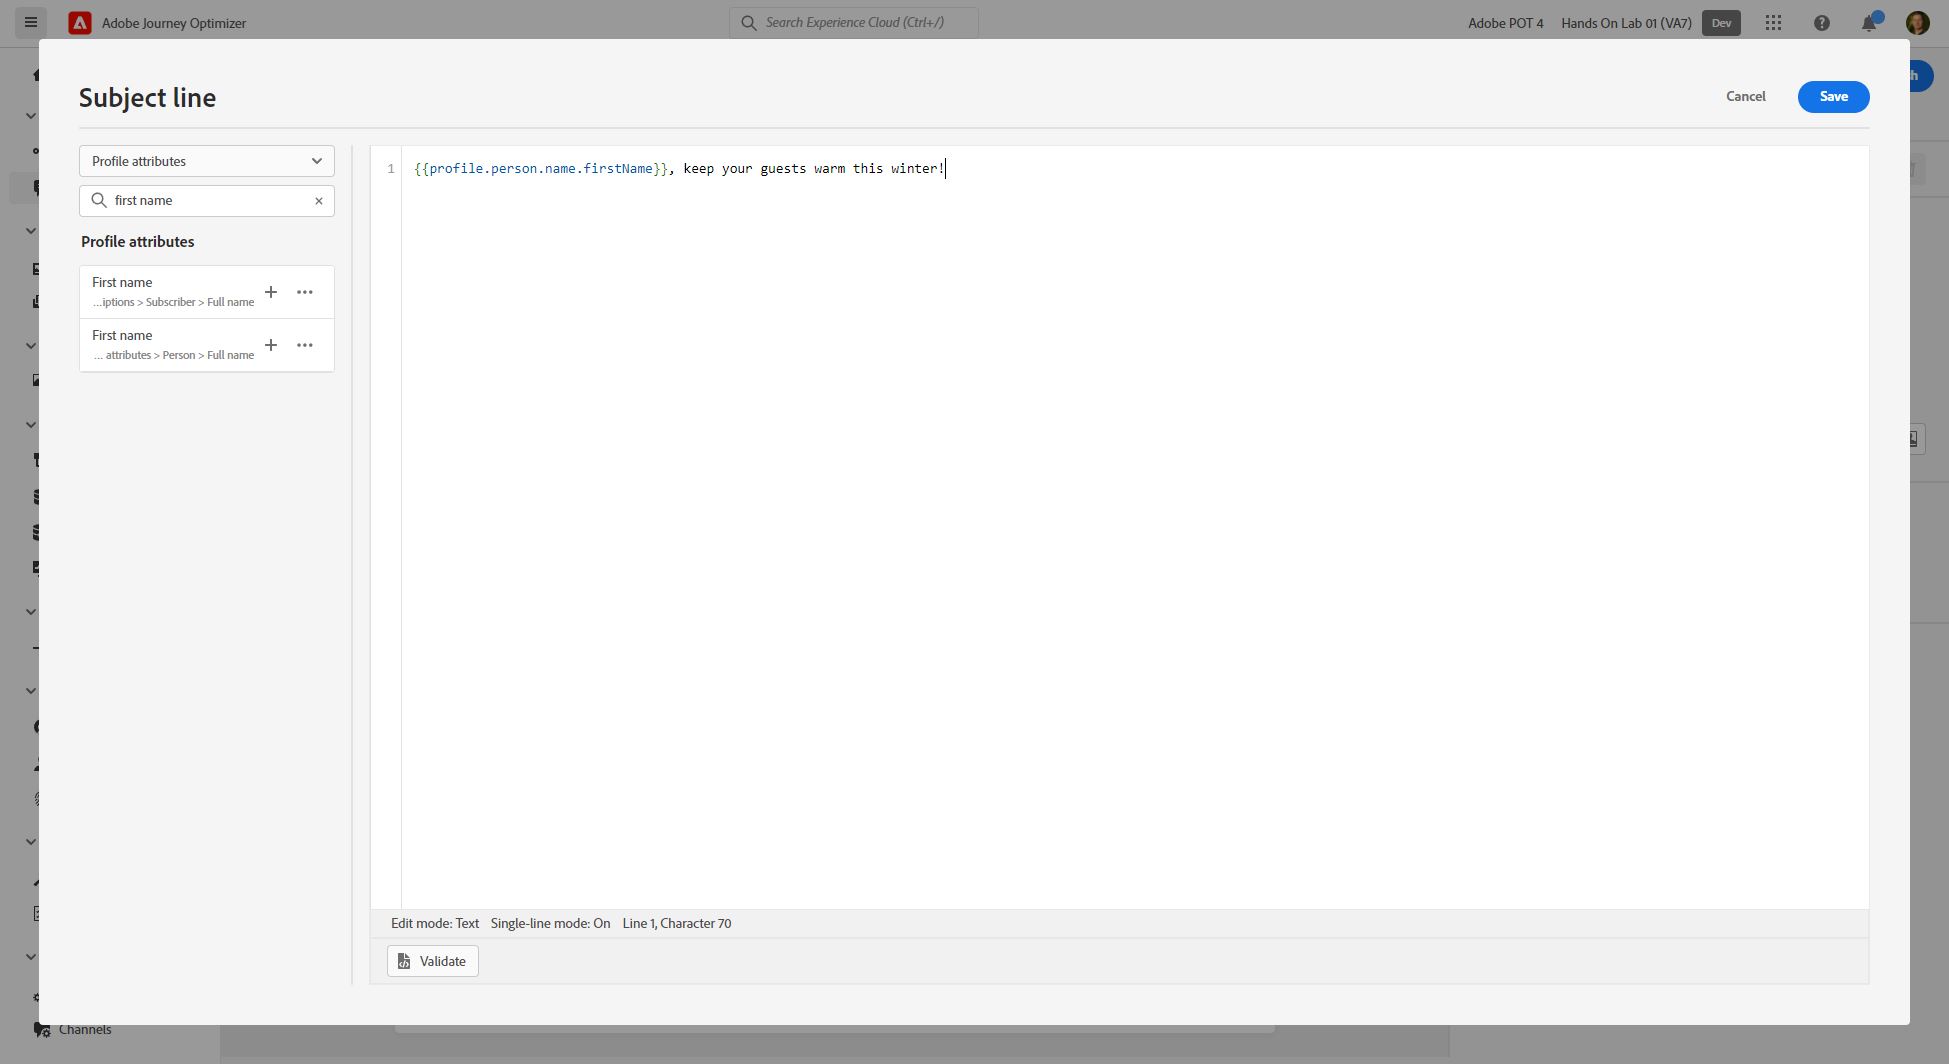 Adobe Journey Optimizer
Search Experience Cloud (Ctrl+/)
Adobe POT 4
Hands On Lab 01 (VA7)
Dev
Subject line
Cancel
Save
Profile attributes
first name
Profile attributes
First name
...iptions > Subscriber > Full name
First name
... attributes > Person > Full name
1 {{profile.person.name.firstName}}, keep your guests warm this winter!
Edit mode: Text Single-line mode: On Line 1, Character 70
Validate
Channels